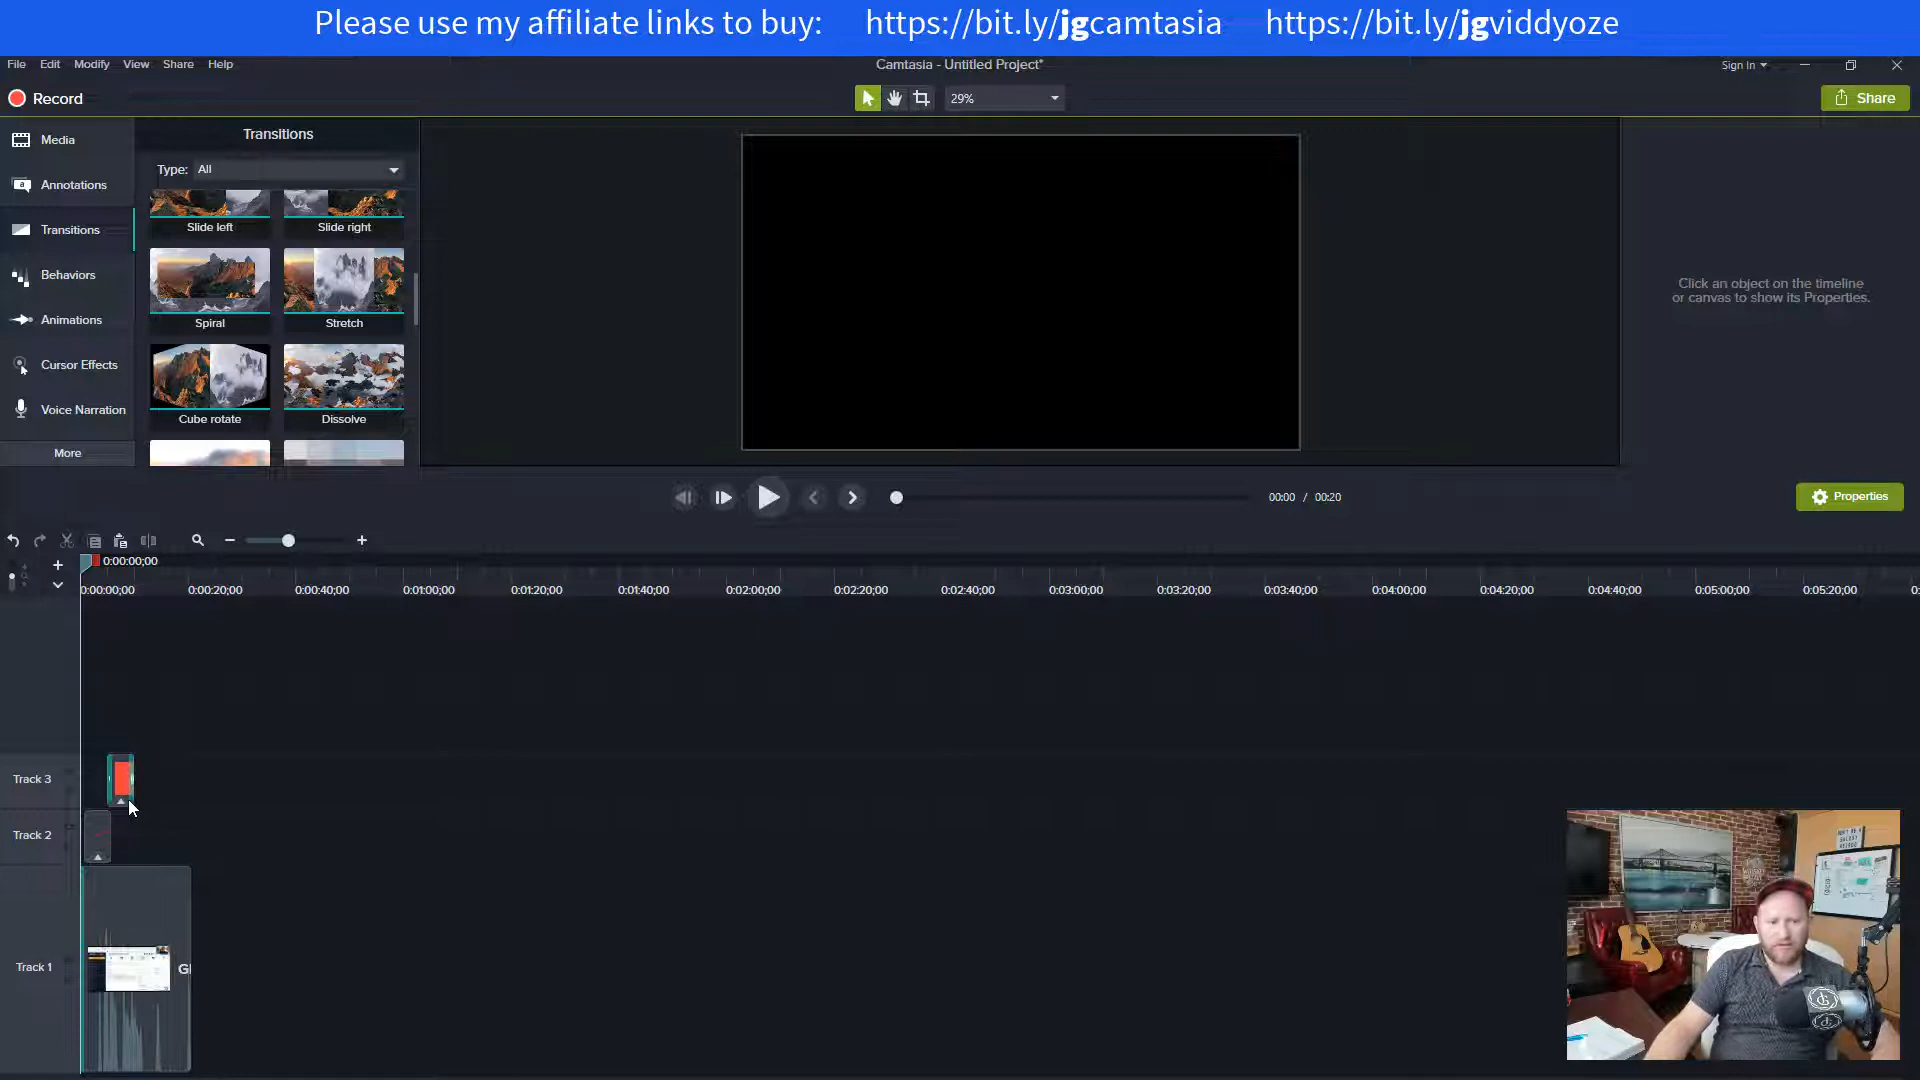 Please use my affiliate links to buy: https://bit.ly/jgcamtasia https://bit.ly/jgviddyoze
File Edit Modify View Share Help
Camtasia - Untitled Project*
Sign In
Record
29%
Share
Media
Annotations
Transitions
Behaviors
Animations
Cursor Effects
Voice Narration
More
Transitions
Type: All
Slide left
Slide right
Spiral
Stretch
Cube rotate
Dissolve
Click an object on the timeline
or canvas to show its Properties.
00:00 / 00:20
Properties
0:00:00;00
0:00:00;00 0:00:20;00 0:00:40;00 0:01:00;00 0:01:20;00 0:01:40;00 0:02:00;00 0:02:20;00 0:02:40;00 0:03:00;00 0:03:20;00 0:03:40;00 0:04:00;00 0:04:20;00 0:04:40;00 0:05:00;00 0:05:20;00
Track 3
Track 2
Track 1